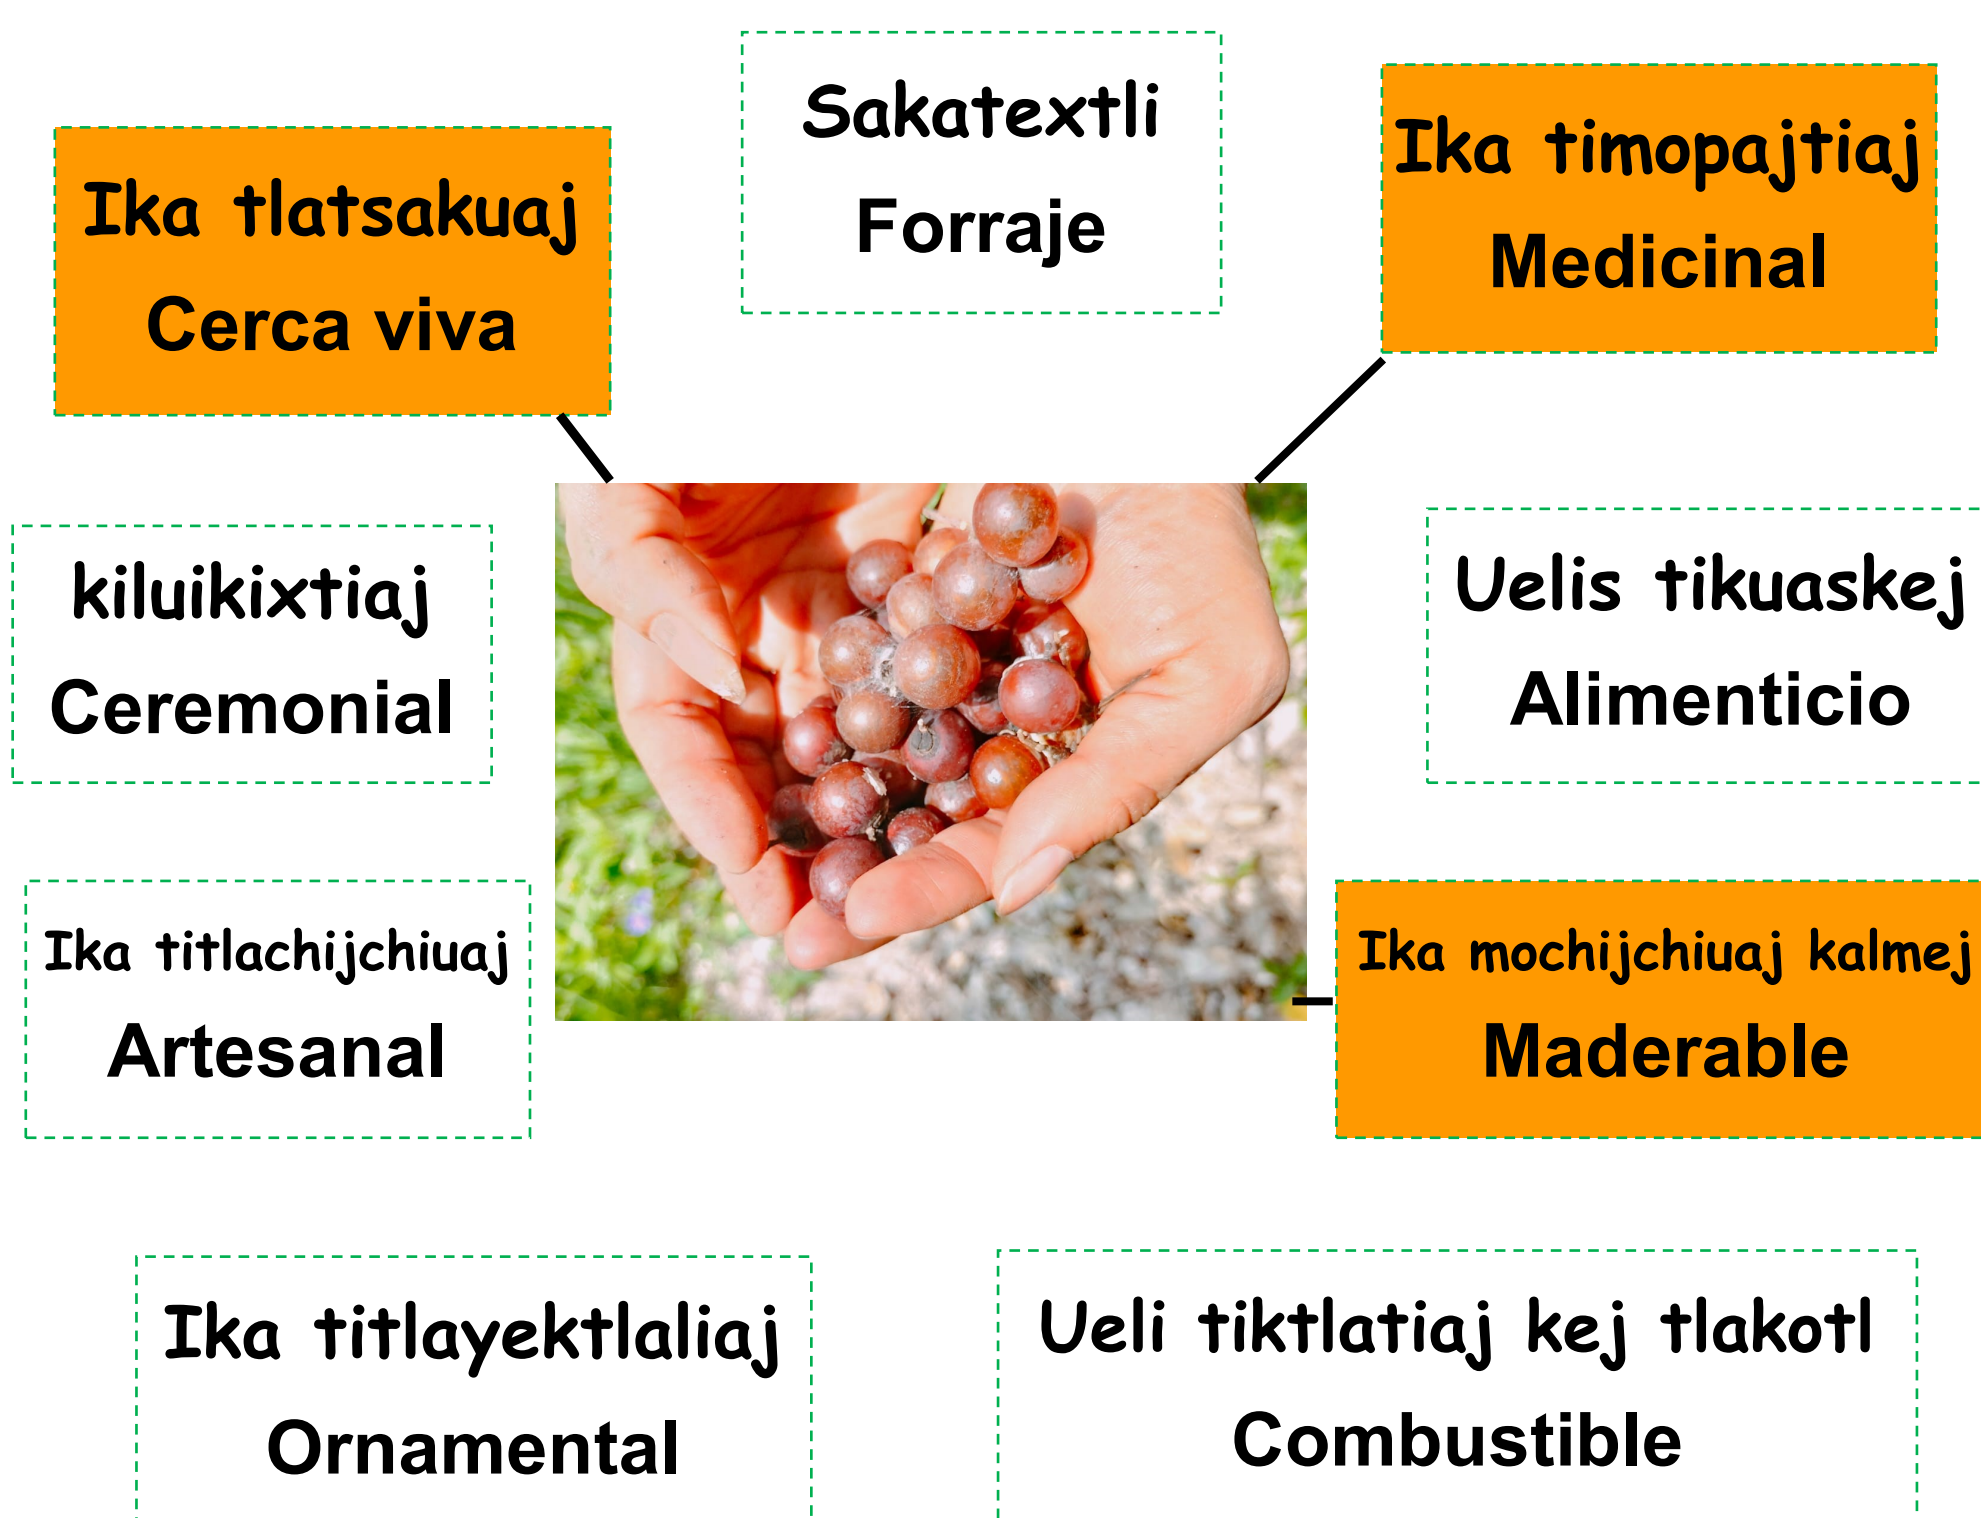 Sakatextli
Forraje
Ika timopajtiaj
Medicinal
Ika tlatsakuaj
Cerca viva
kiluikixtiaj
Ceremonial
Uelis tikuaskej
Alimenticio
Ika titlachijchiuaj
Artesanal
Ika mochijchiuaj kalmej
Maderable
Ika titlayektlaliaj
Ornamental
Ueli tiktlatiaj kej tlakotl
Combustible